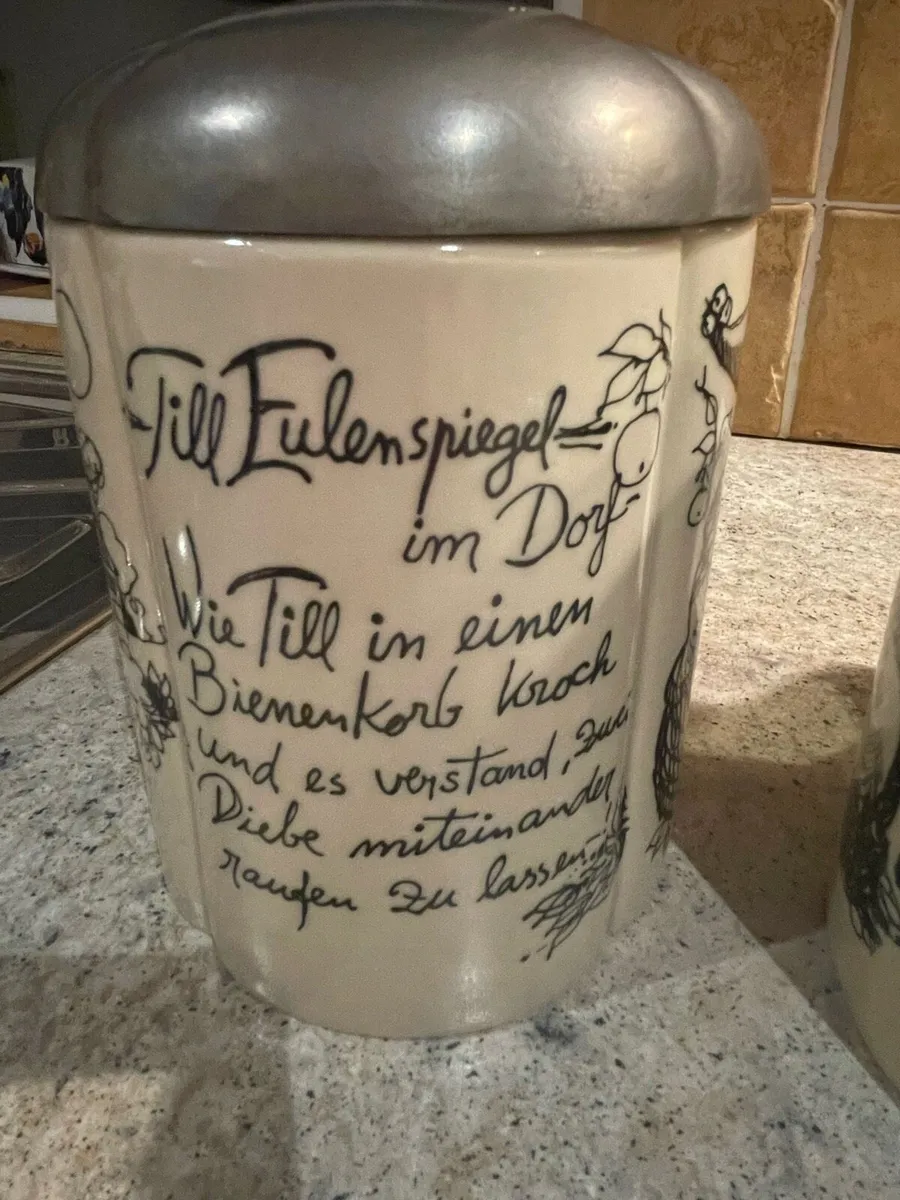 Till Eulenspiegel=
im Dorf-
Wie Till in einen
Bienenkorb kroch
und es verstand, zwei
Diebe miteinander
raufen zu lassen...